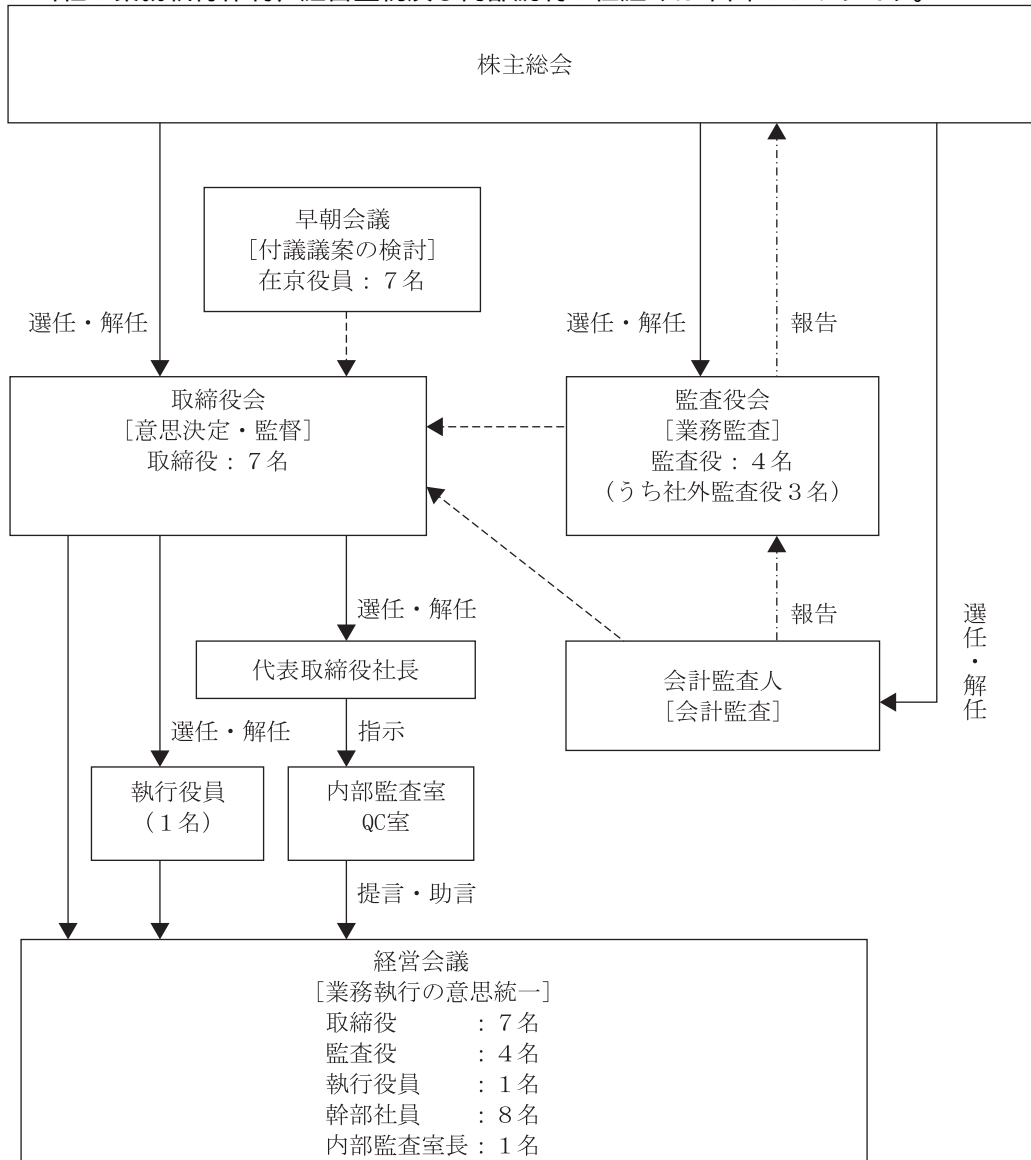 株主総会
早朝会議
[付議議案の検討]
在京役員：７名
選任・解任
選任・解任
報告
取締役会
[意思決定・監督]
取締役：７名
監査役会
[業務監査]
監査役：４名
（うち社外監査役３名）
選任・解任
報告
選任・解任
代表取締役社長
会計監査人
[会計監査]
選任・解任
指示
執行役員
（１名）
内部監査室
QC室
提言・助言
経営会議
[業務執行の意思統一]
取締役　　　：７名
監査役　　　：４名
執行役員　　：１名
幹部社員　　：８名
内部監査室長：１名